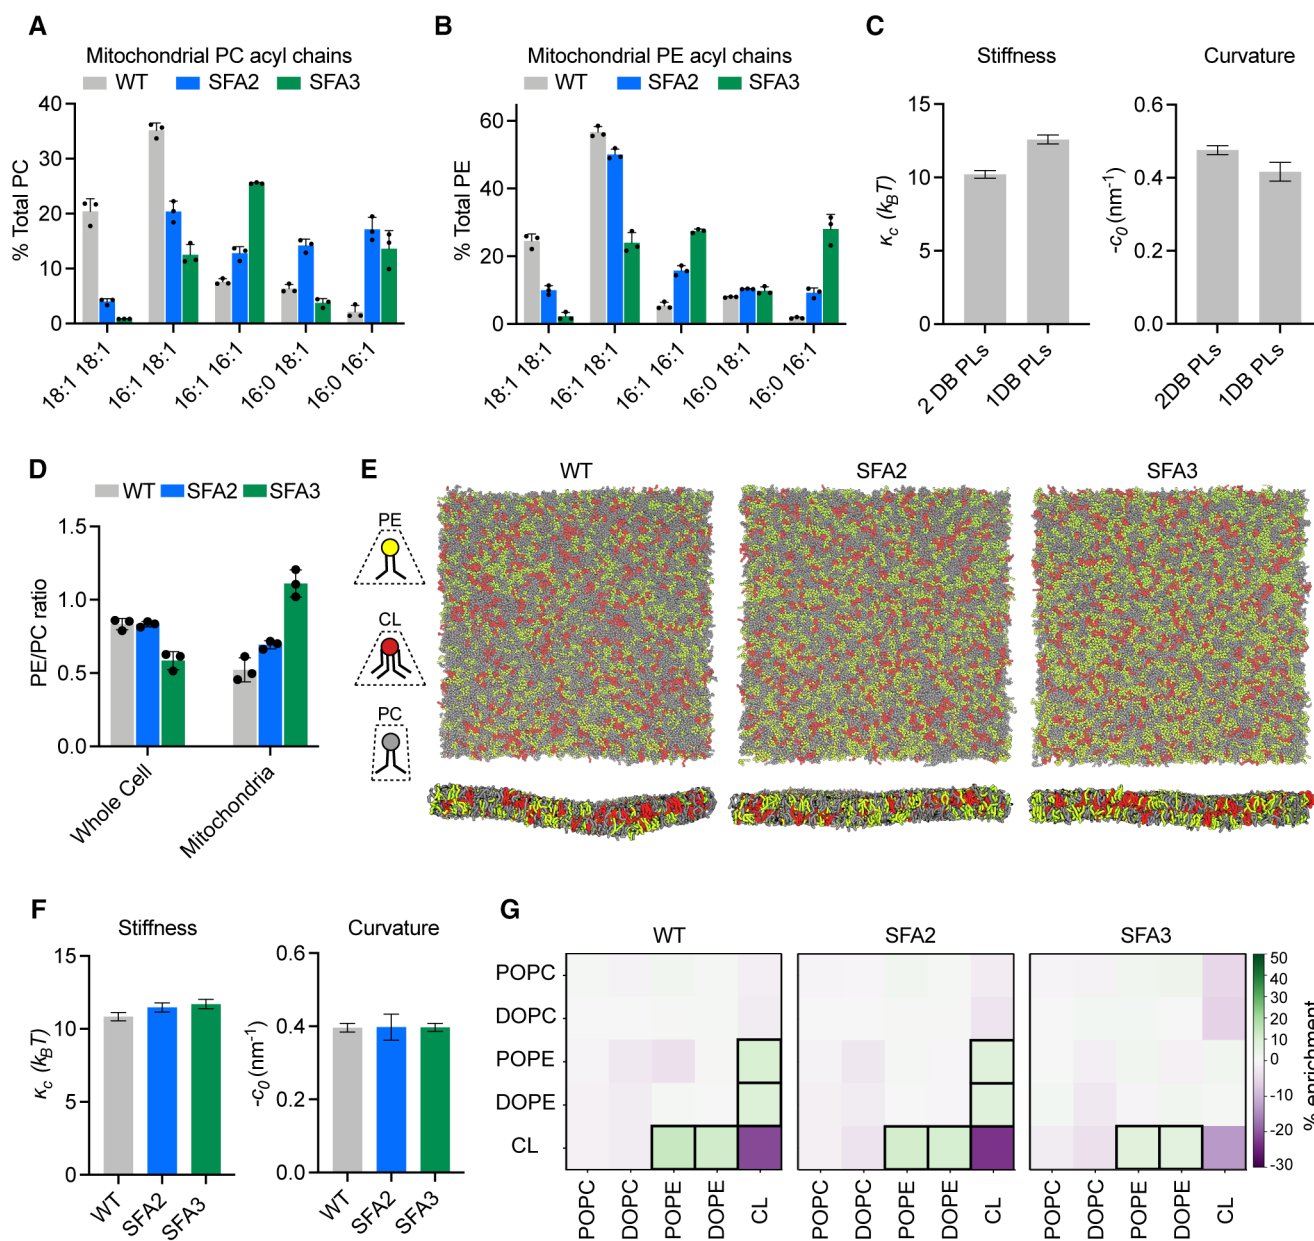 A
Mitochondrial PC acyl chains
WT SFA2 SFA3
% Total PC
40
30
20
10
0
18:1 18:1
16:1 18:1
16:1 16:1
16:0 18:1
16:0 16:1
B
Mitochondrial PE acyl chains
WT SFA2 SFA3
% Total PE
60
40
20
0
18:1 18:1
16:1 18:1
16:1 16:1
16:0 18:1
16:0 16:1
C
Stiffness
κc (kBT)
15
10
5
0
2 DB PLs
1DB PLs
Curvature
-c0 (nm-1)
0.6
0.4
0.2
0.0
2DB PLs
1DB PLs
D
WT SFA2 SFA3
PE/PC ratio
1.5
1.0
0.5
0.0
Whole Cell
Mitochondria
E
WT SFA2 SFA3
PE
CL
PC
F
Stiffness
κc (kBT)
15
10
5
0
WT
SFA2
SFA3
Curvature
-c0 (nm-1)
0.6
0.4
0.2
0.0
WT
SFA2
SFA3
G
WT SFA2 SFA3
POPC
DOPC
POPE
DOPE
CL
POPC
DOPC
POPE
DOPE
CL
POPC
DOPC
POPE
DOPE
CL
POPC
DOPC
POPE
DOPE
CL
50
40
30
20
10
0
-10
-20
-30
% enrichment